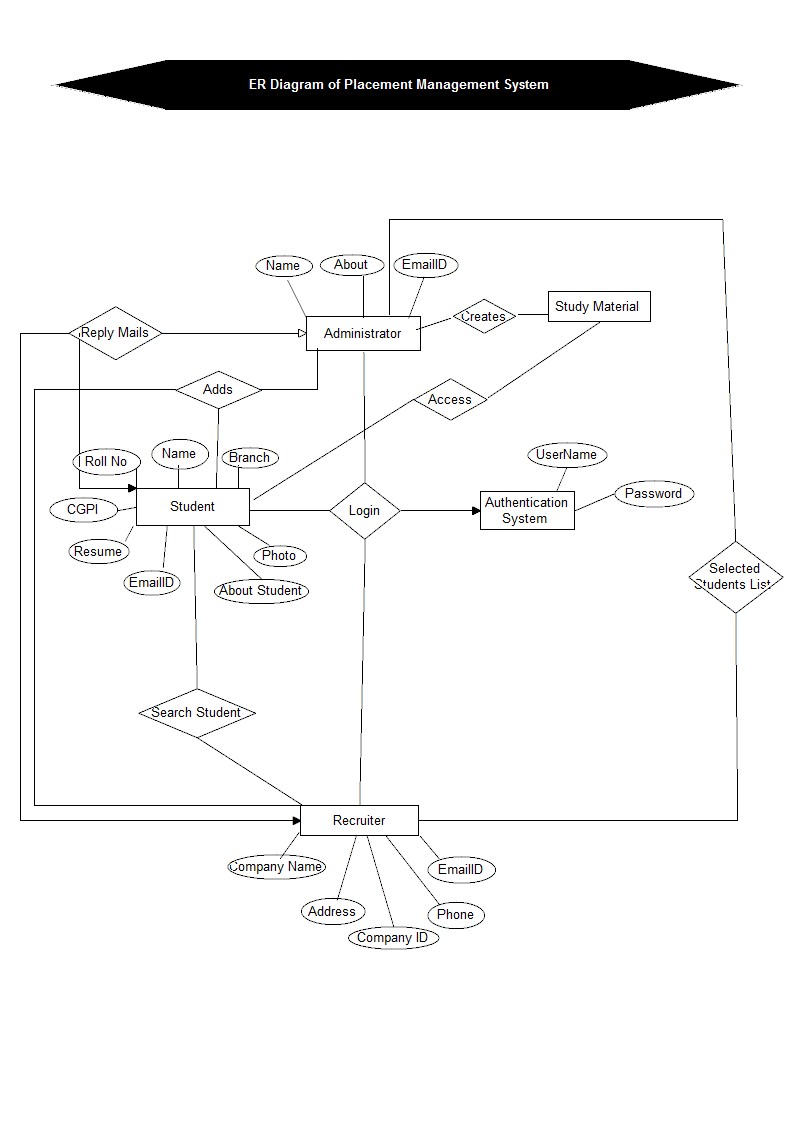 ER Diagram of Placement Management System
Name
About
EmailID
Study Material
Creates
Reply Mails
Administrator
Adds
Access
Roll No
Name
Branch
UserName
Password
CGPI
Student
Login
Authentication
System
Resume
EmailID
About Student
Photo
Selected
Students List
Search Student
Recruiter
Company Name
EmailID
Address
Phone
Company ID